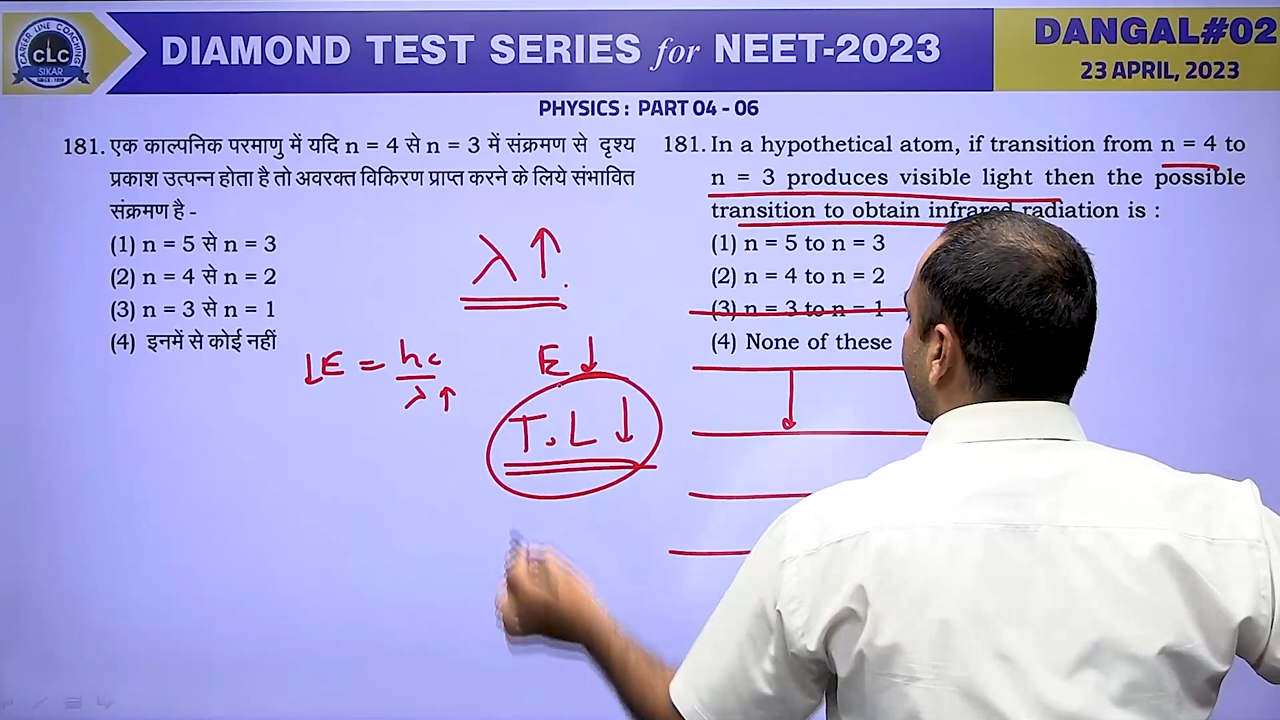 CAREER LINE COACHING
CLC
SIKAR
DIAMOND TEST SERIES for NEET-2023
DANGAL#02
23 APRIL, 2023
PHYSICS : PART 04 - 06
181. एक काल्पनिक परमाणु में यदि n = 4 से n = 3 में संक्रमण से दृश्य
प्रकाश उत्पन्न होता है तो अवरक्त विकिरण प्राप्त करने के लिये संभावित
संक्रमण है -
(1) n = 5 से n = 3
(2) n = 4 से n = 2
(3) n = 3 से n = 1
(4) इनमें से कोई नहीं
181. In a hypothetical atom, if transition from n = 4 to
n = 3 produces visible light then the possible
transition to obtain infrared radiation is :
(1) n = 5 to n = 3
(2) n = 4 to n = 2
(3) n = 3 to n = 1
(4) None of these
λ ↑
↓E = hc/λ↑
E ↓
T.L ↓